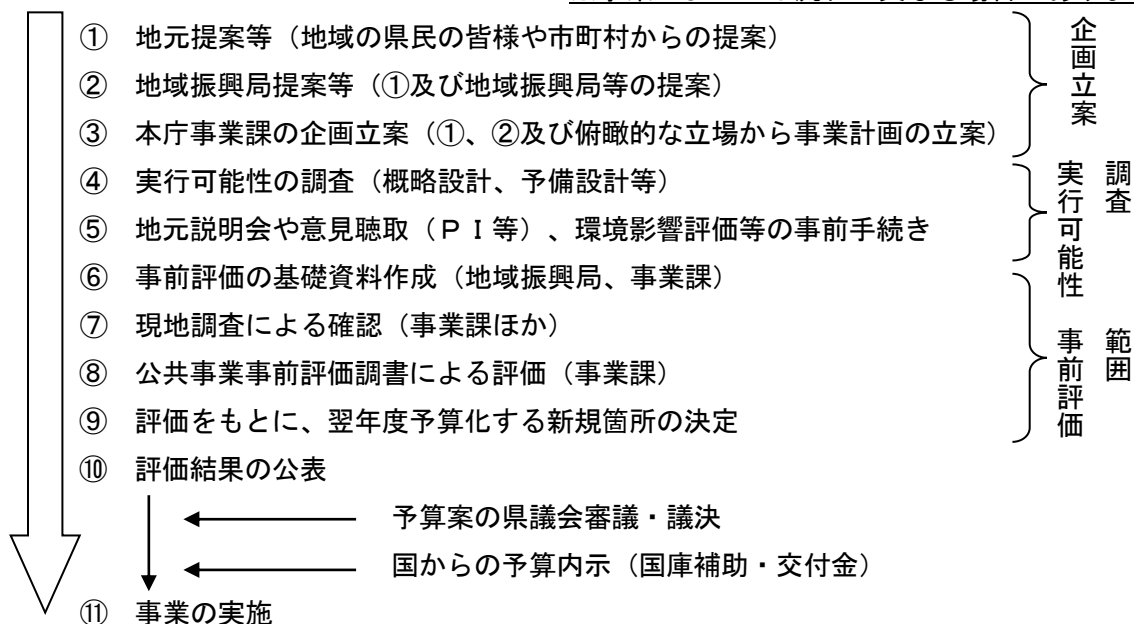 ① 地元提案等（地域の県民の皆様や市町村からの提案）
② 地域振興局提案等（①及び地域振興局等の提案）
③ 本庁事業課の企画立案（①、②及び俯瞰的な立場から事業計画の立案）
企画立案
④ 実行可能性の調査（概略設計、予備設計等）
⑤ 地元説明会や意見聴取（ＰＩ等）、環境影響評価等の事前手続き
実行可能性
調査
⑥ 事前評価の基礎資料作成（地域振興局、事業課）
⑦ 現地調査による確認（事業課ほか）
⑧ 公共事業事前評価調書による評価（事業課）
⑨ 評価をもとに、翌年度予算化する新規箇所の決定
事前評価
範囲
⑩ 評価結果の公表
予算案の県議会審議・議決
国からの予算内示（国庫補助・交付金）
⑪ 事業の実施